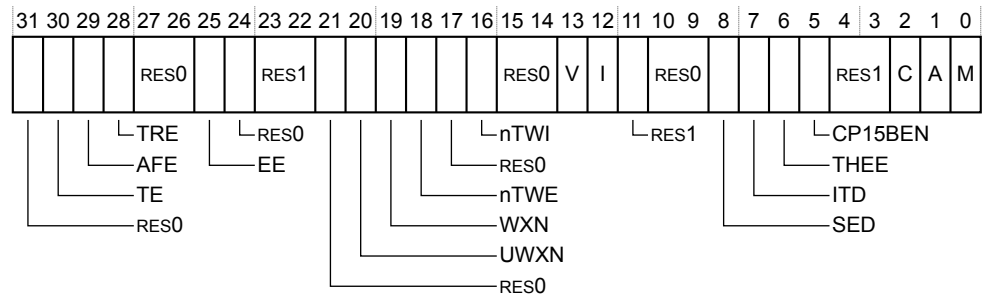 31 30 29 28 27 26 25 24 23 22 21 20 19 18 17 16 15 14 13 12 11 10 9 8 7 6 5 4 3 2 1 0
RES0 RES1 RES0 V I RES0 RES1 C A M
TRE RES0 nTWI RES1 CP15BEN
AFE EE RES0 THEE
TE nTWE ITD
RES0 WXN SED
UWXN
RES0